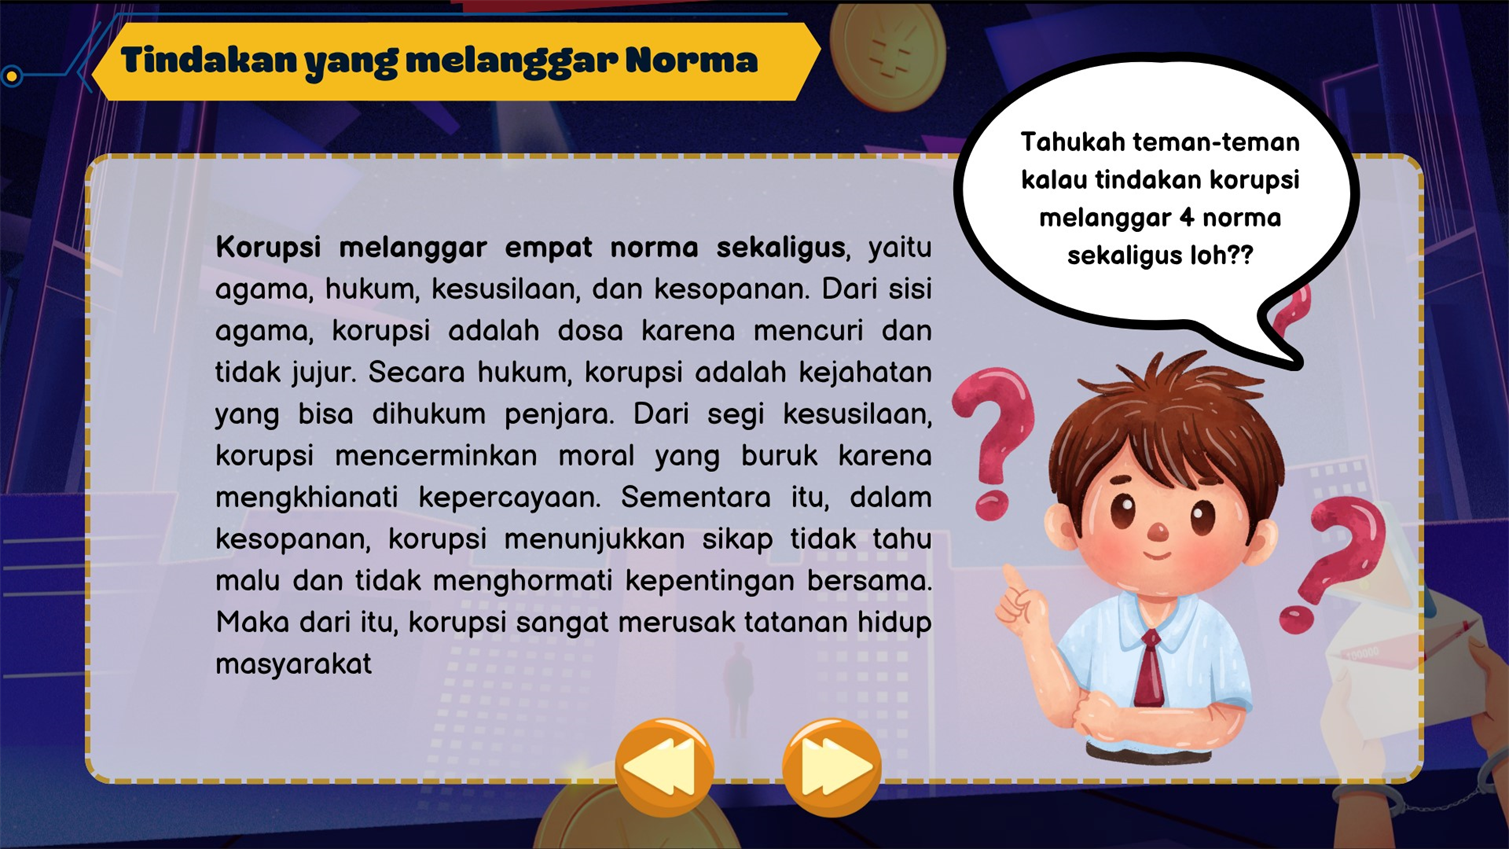 Tindakan yang melanggar Norma
Tahukah teman-teman
kalau tindakan korupsi
melanggar 4 norma
sekaligus loh??
Korupsi melanggar empat norma sekaligus, yaitu
agama, hukum, kesusilaan, dan kesopanan. Dari sisi
agama, korupsi adalah dosa karena mencuri dan
tidak jujur. Secara hukum, korupsi adalah kejahatan
yang bisa dihukum penjara. Dari segi kesusilaan,
korupsi mencerminkan moral yang buruk karena
mengkhianati kepercayaan. Sementara itu, dalam
kesopanan, korupsi menunjukkan sikap tidak tahu
malu dan tidak menghormati kepentingan bersama.
Maka dari itu, korupsi sangat merusak tatanan hidup
masyarakat